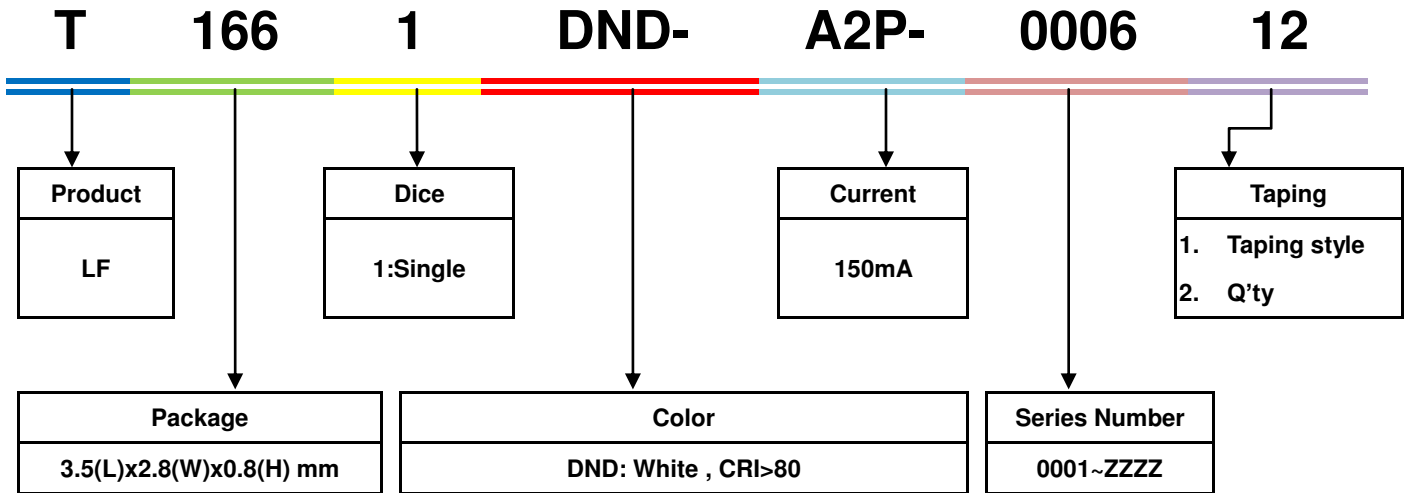 T 166 1 DND- A2P- 0006 12
Product
LF
Dice
1:Single
Current
150mA
Taping
1. Taping style
2. Q’ty
Package
3.5(L)x2.8(W)x0.8(H) mm
Color
DND: White , CRI>80
Series Number
0001~ZZZZ